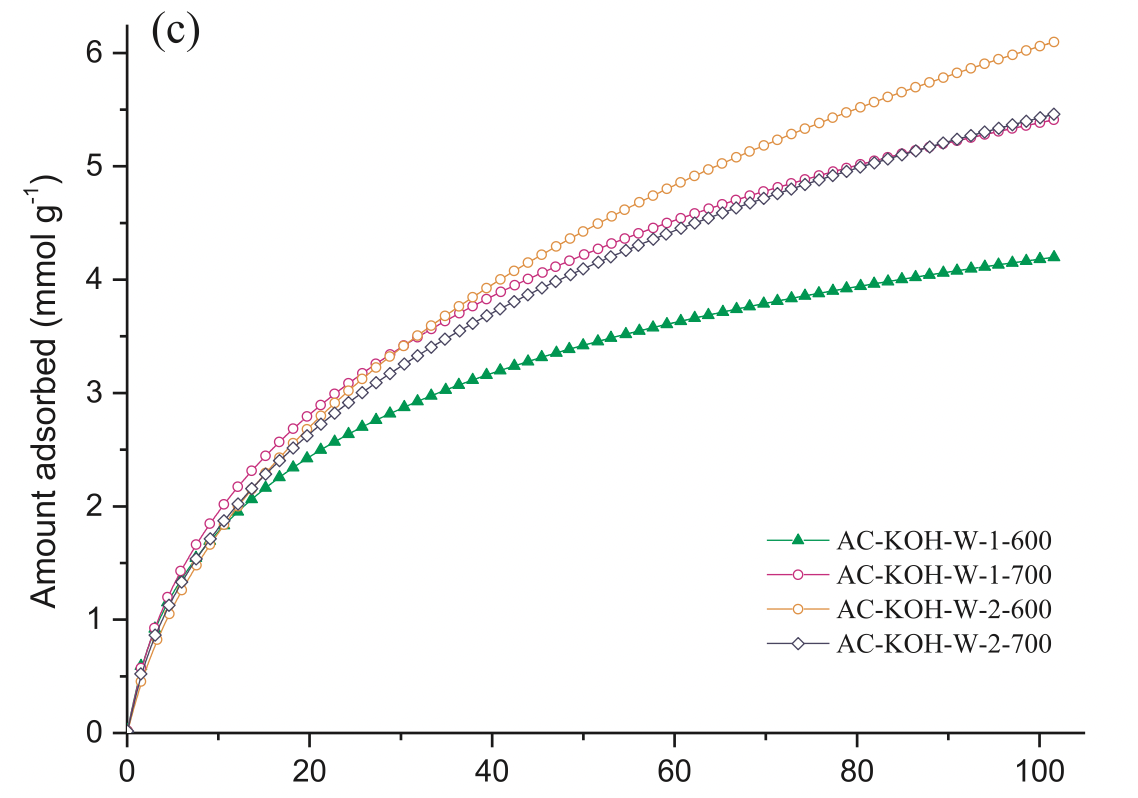 (c)
6
5
4
3
2
1
0
Amount adsorbed (mmol g⁻¹)
AC-KOH-W-1-600
AC-KOH-W-1-700
AC-KOH-W-2-600
AC-KOH-W-2-700
0 20 40 60 80 100